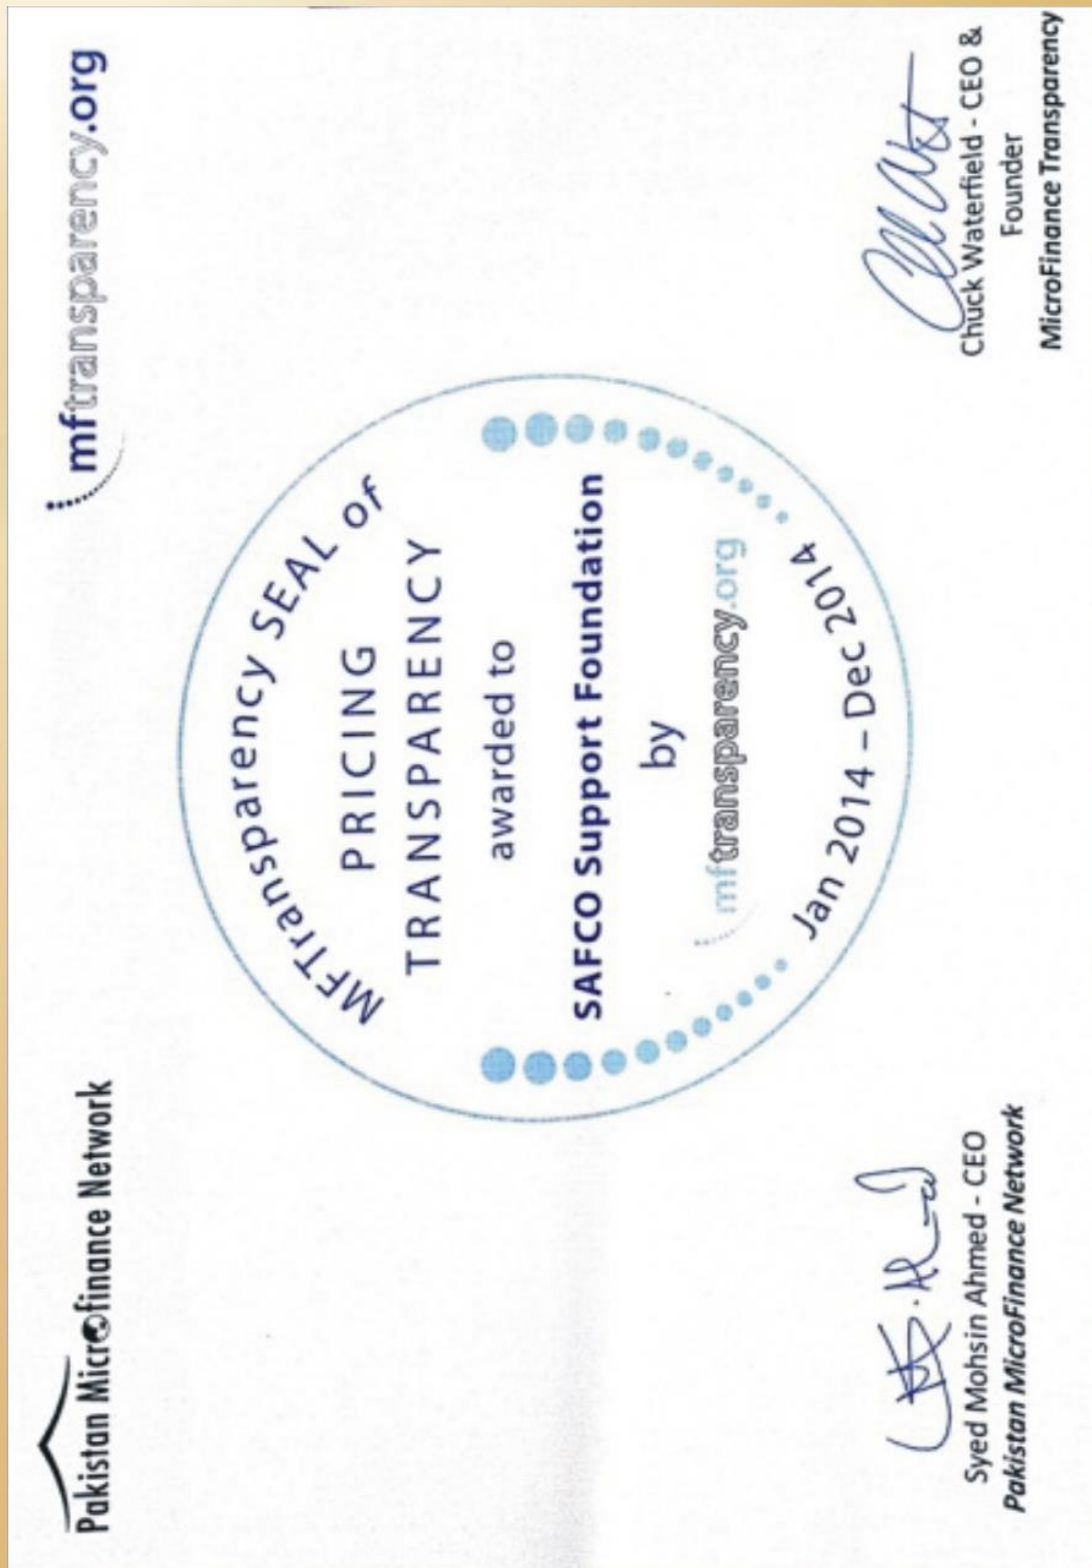 Pakistan Microfinance Network
mftransparency.org
MFTransparency SEAL of
PRICING
TRANSPARENCY
awarded to
SAFCO Support Foundation
by
mftransparency.org
Jan 2014 – Dec 2014
Syed Mohsin Ahmed - CEO
Pakistan MicroFinance Network
Chuck Waterfield - CEO &
Founder
MicroFinance Transparency